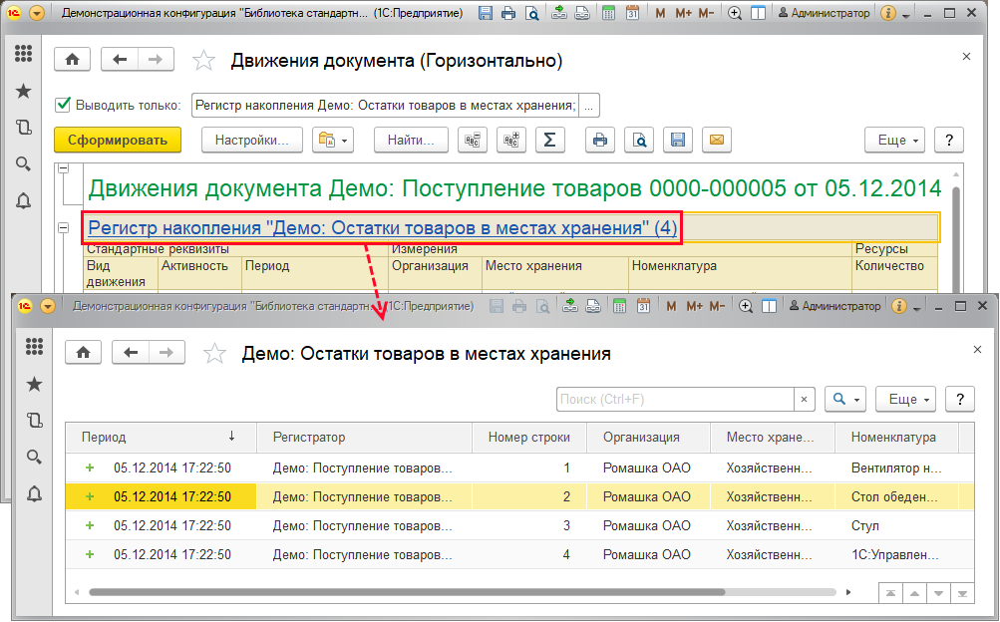 Демонстрационная конфигурация "Библиотека стандартн... (1С:Предприятие) M M+ M- Администратор
Движения документа (Горизонтально)
Выводить только: Регистр накопления Демо: Остатки товаров в местах хранения; ...
Сформировать Настройки... Найти... Σ Еще ?
Движения документа Демо: Поступление товаров 0000-000005 от 05.12.2014
Регистр накопления "Демо: Остатки товаров в местах хранения" (4)
Стандартные реквизиты Измерения Ресурсы
Вид движения Активность Период Организация Место хранения Номенклатура Количество
Демонстрационная конфигурация "Библиотека стандартн... (1С:Предприятие) M M+ M- Администратор
Демо: Остатки товаров в местах хранения
Поиск (Ctrl+F) × Еще ?
Период ↓ Регистратор Номер строки Организация Место хране... Номенклатура
05.12.2014 17:22:50 Демо: Поступление товаров... 1 Ромашка ОАО Хозяйственн... Вентилятор н...
05.12.2014 17:22:50 Демо: Поступление товаров... 2 Ромашка ОАО Хозяйственн... Стол обеден...
05.12.2014 17:22:50 Демо: Поступление товаров... 3 Ромашка ОАО Хозяйственн... Стул
05.12.2014 17:22:50 Демо: Поступление товаров... 4 Ромашка ОАО Хозяйственн... 1С:Управлен...